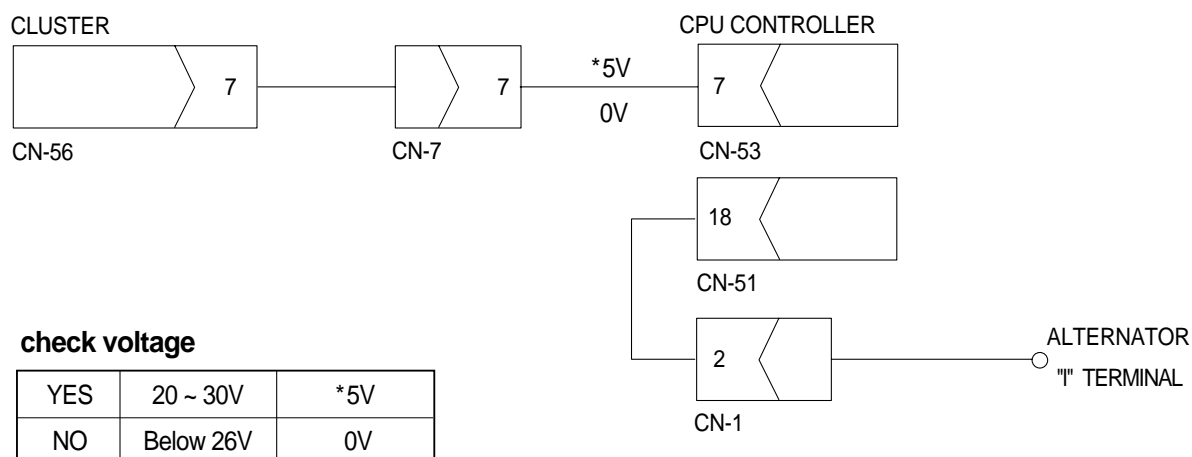 CLUSTER
CPU CONTROLLER
7
7
*5V
0V
7
CN-56
CN-7
CN-53
18
CN-51
check voltage
2
ALTERNATOR
"I" TERMINAL
CN-1
YES 20 ~ 30V *5V
NO Below 26V 0V